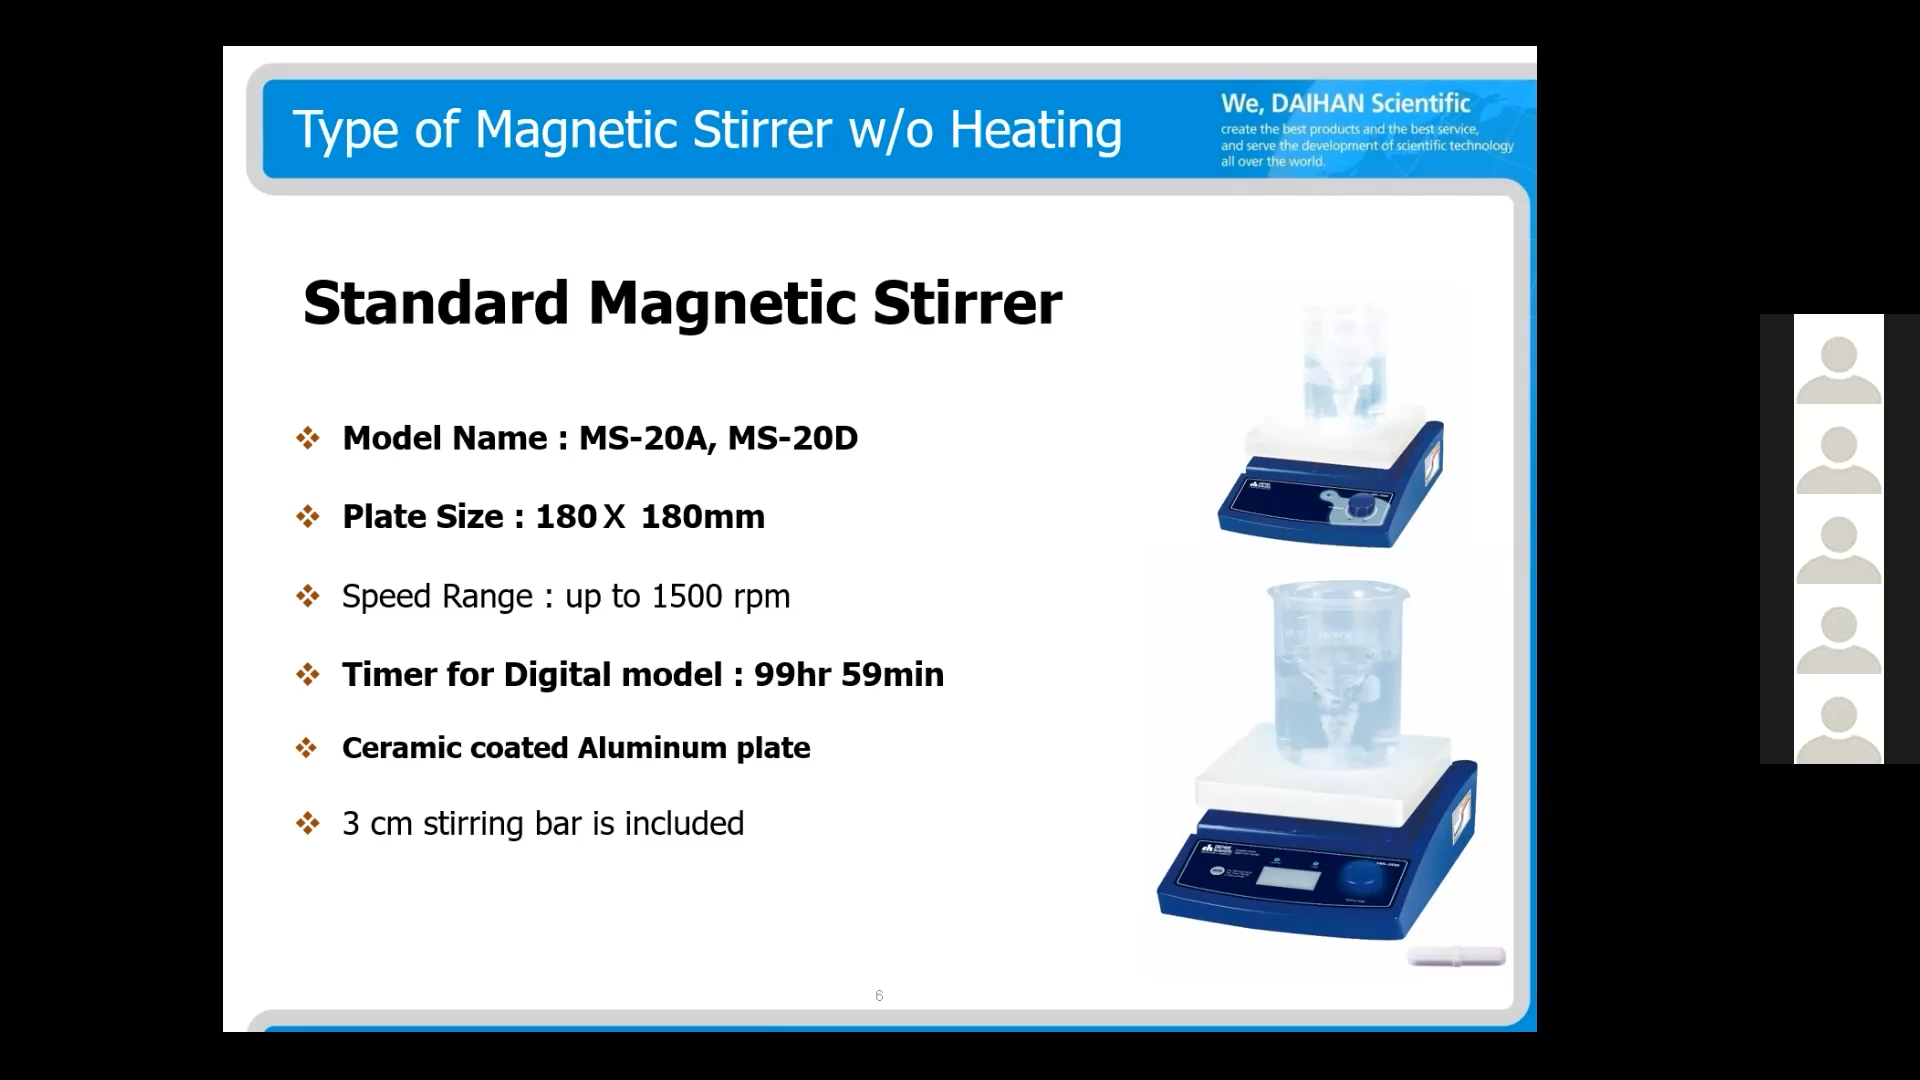 Type of Magnetic Stirrer w/o Heating
We, DAIHAN Scientific
create the best products and the best service,
and serve the development of scientific technology
all over the world.
Standard Magnetic Stirrer
Model Name : MS-20A, MS-20D
Plate Size : 180 X 180mm
Speed Range : up to 1500 rpm
Timer for Digital model : 99hr 59min
Ceramic coated Aluminum plate
3 cm stirring bar is included
6